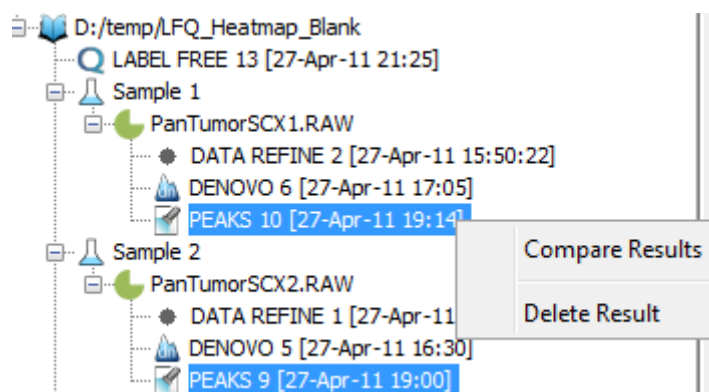 D:/temp/LFQ_Heatmap_Blank
LABEL FREE 13 [27-Apr-11 21:25]
Sample 1
PanTumorSCX1.RAW
DATA REFINE 2 [27-Apr-11 15:50:22]
DENOVO 6 [27-Apr-11 17:05]
PEAKS 10 [27-Apr-11 19:14]
Compare Results
Sample 2
PanTumorSCX2.RAW
Delete Result
DATA REFINE 1 [27-Apr-11
DENOVO 5 [27-Apr-11 16:30]
PEAKS 9 [27-Apr-11 19:00]